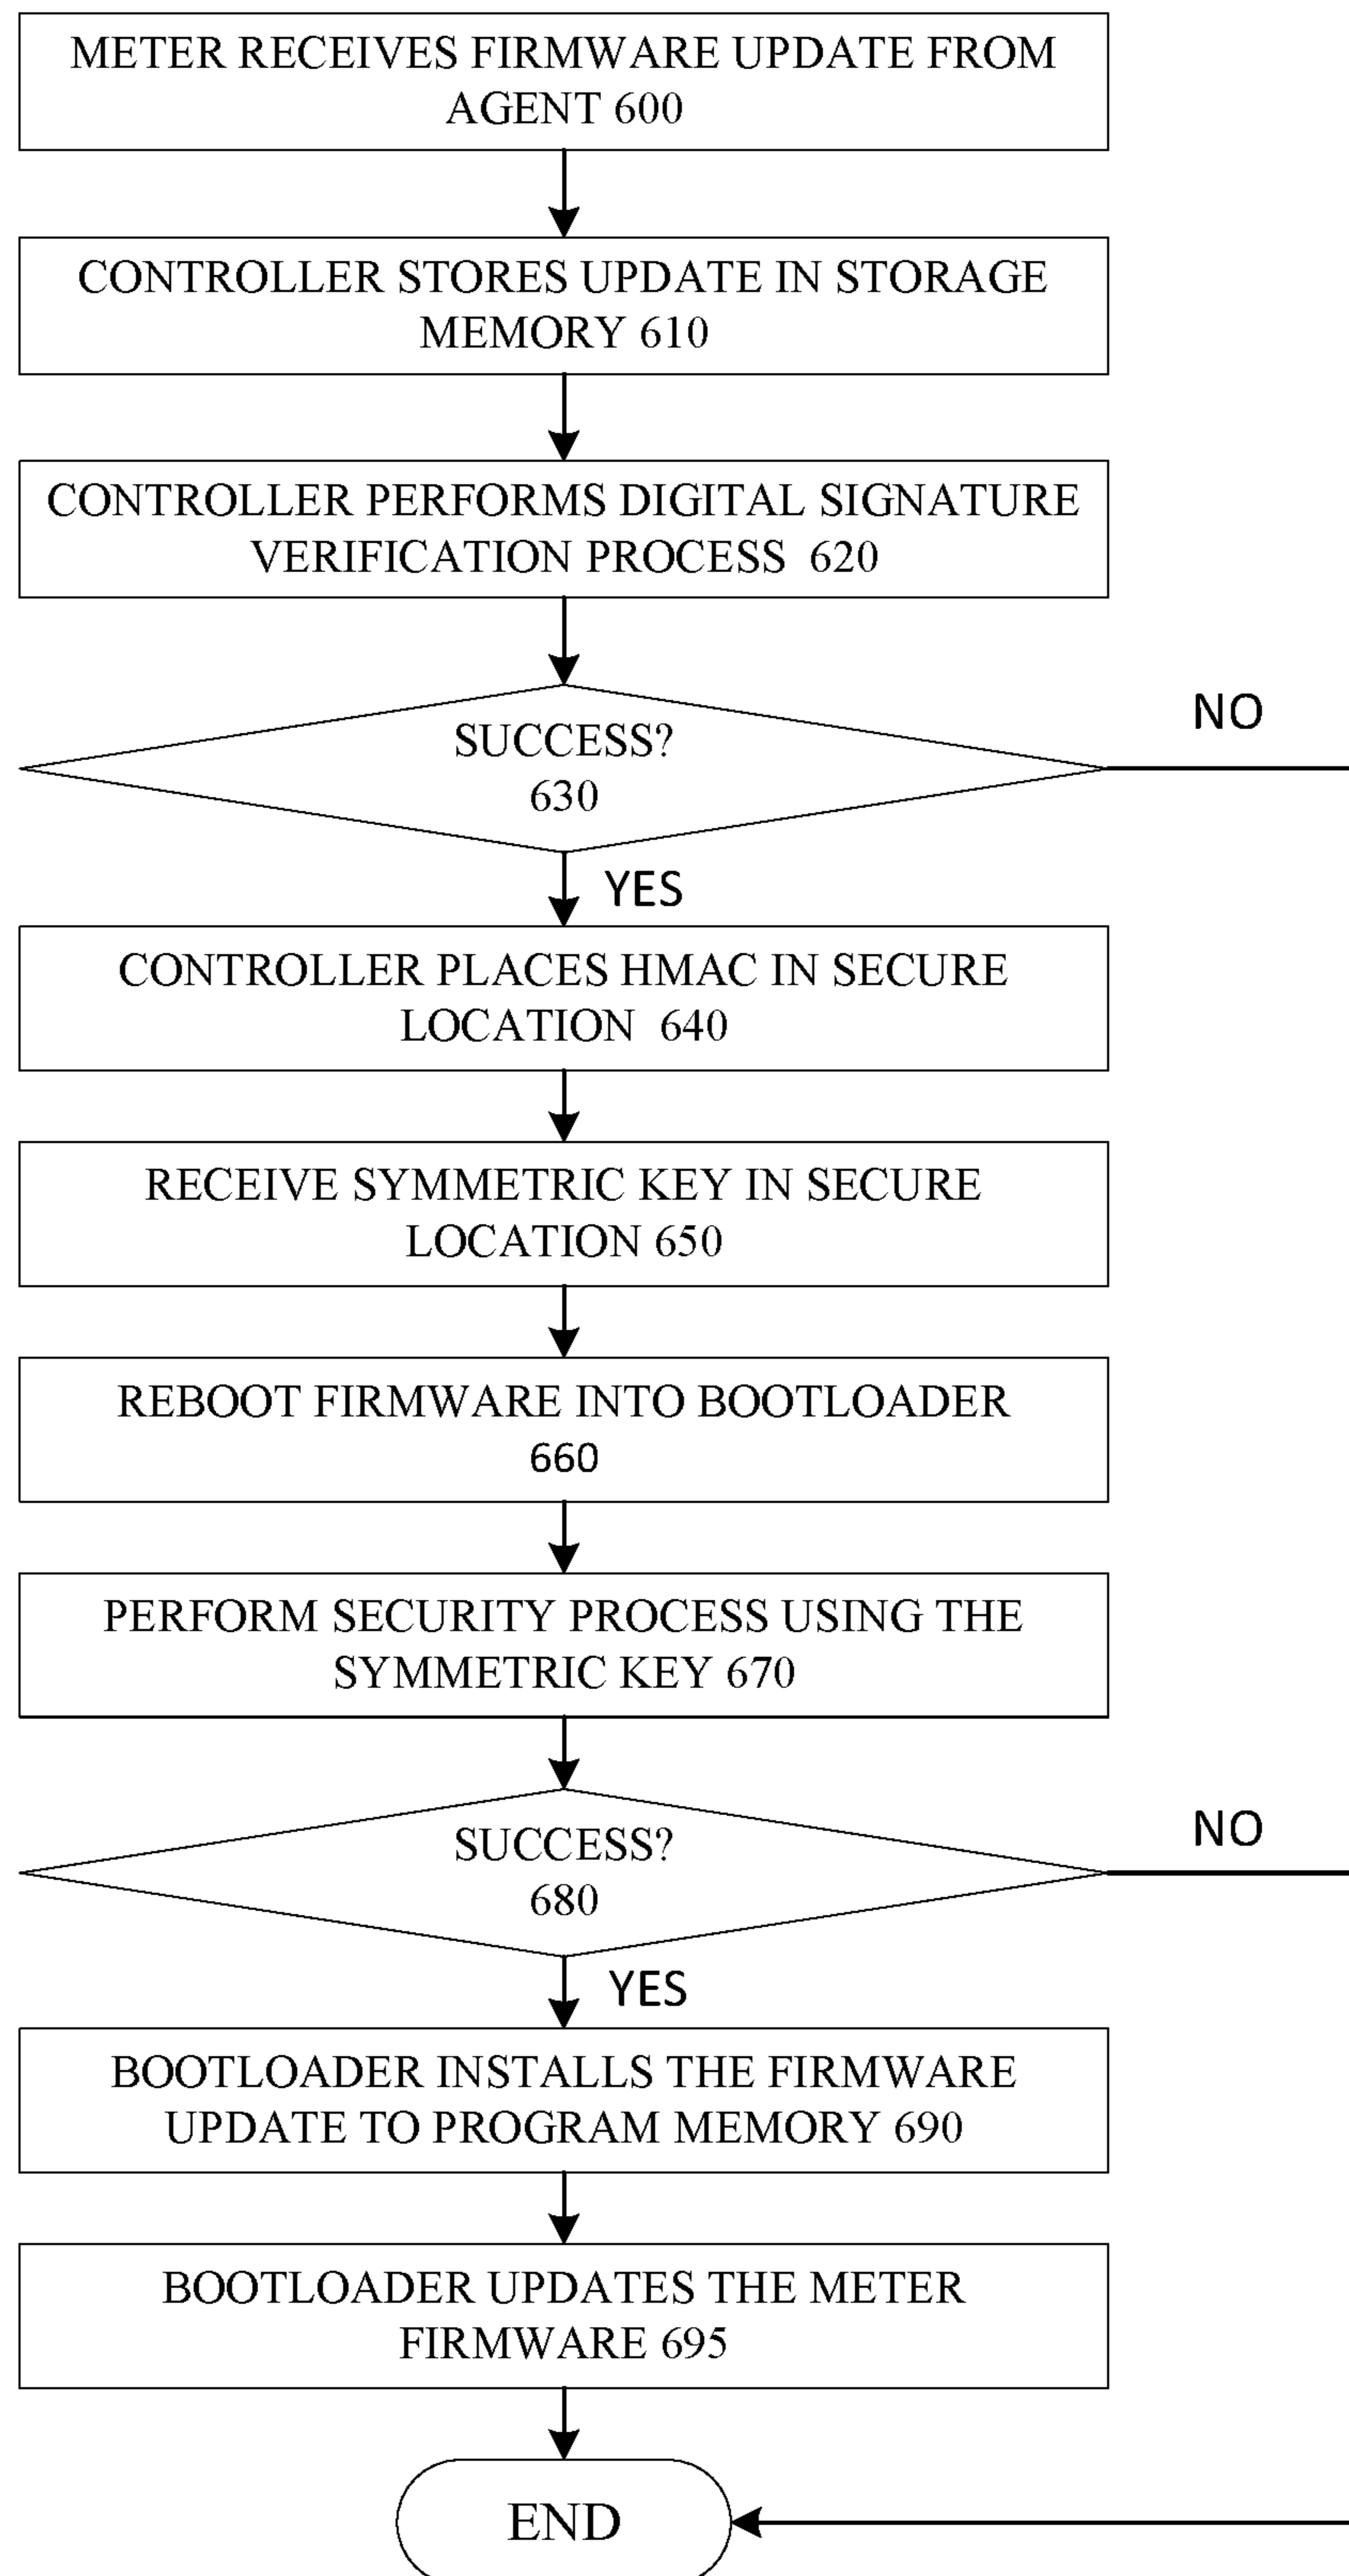 METER RECEIVES FIRMWARE UPDATE FROM
AGENT 600
CONTROLLER STORES UPDATE IN STORAGE
MEMORY 610
CONTROLLER PERFORMS DIGITAL SIGNATURE
VERIFICATION PROCESS 620
SUCCESS?
630
NO
YES
CONTROLLER PLACES HMAC IN SECURE
LOCATION 640
RECEIVE SYMMETRIC KEY IN SECURE
LOCATION 650
REBOOT FIRMWARE INTO BOOTLOADER
660
PERFORM SECURITY PROCESS USING THE
SYMMETRIC KEY 670
SUCCESS?
680
NO
YES
BOOTLOADER INSTALLS THE FIRMWARE
UPDATE TO PROGRAM MEMORY 690
BOOTLOADER UPDATES THE METER
FIRMWARE 695
END